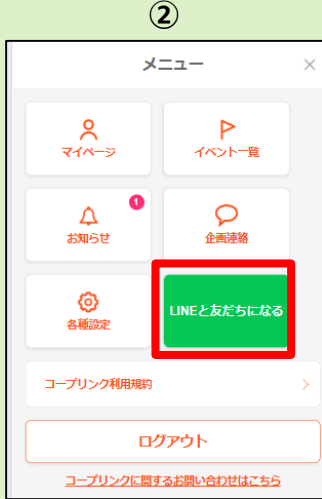 ②
メニュー ×
マイページ
イベント一覧
1
お知らせ
企画連絡
各種設定
LINEと友だちになる
コープリンク利用規約
ログアウト
コープリンクに関するお問い合わせはこちら